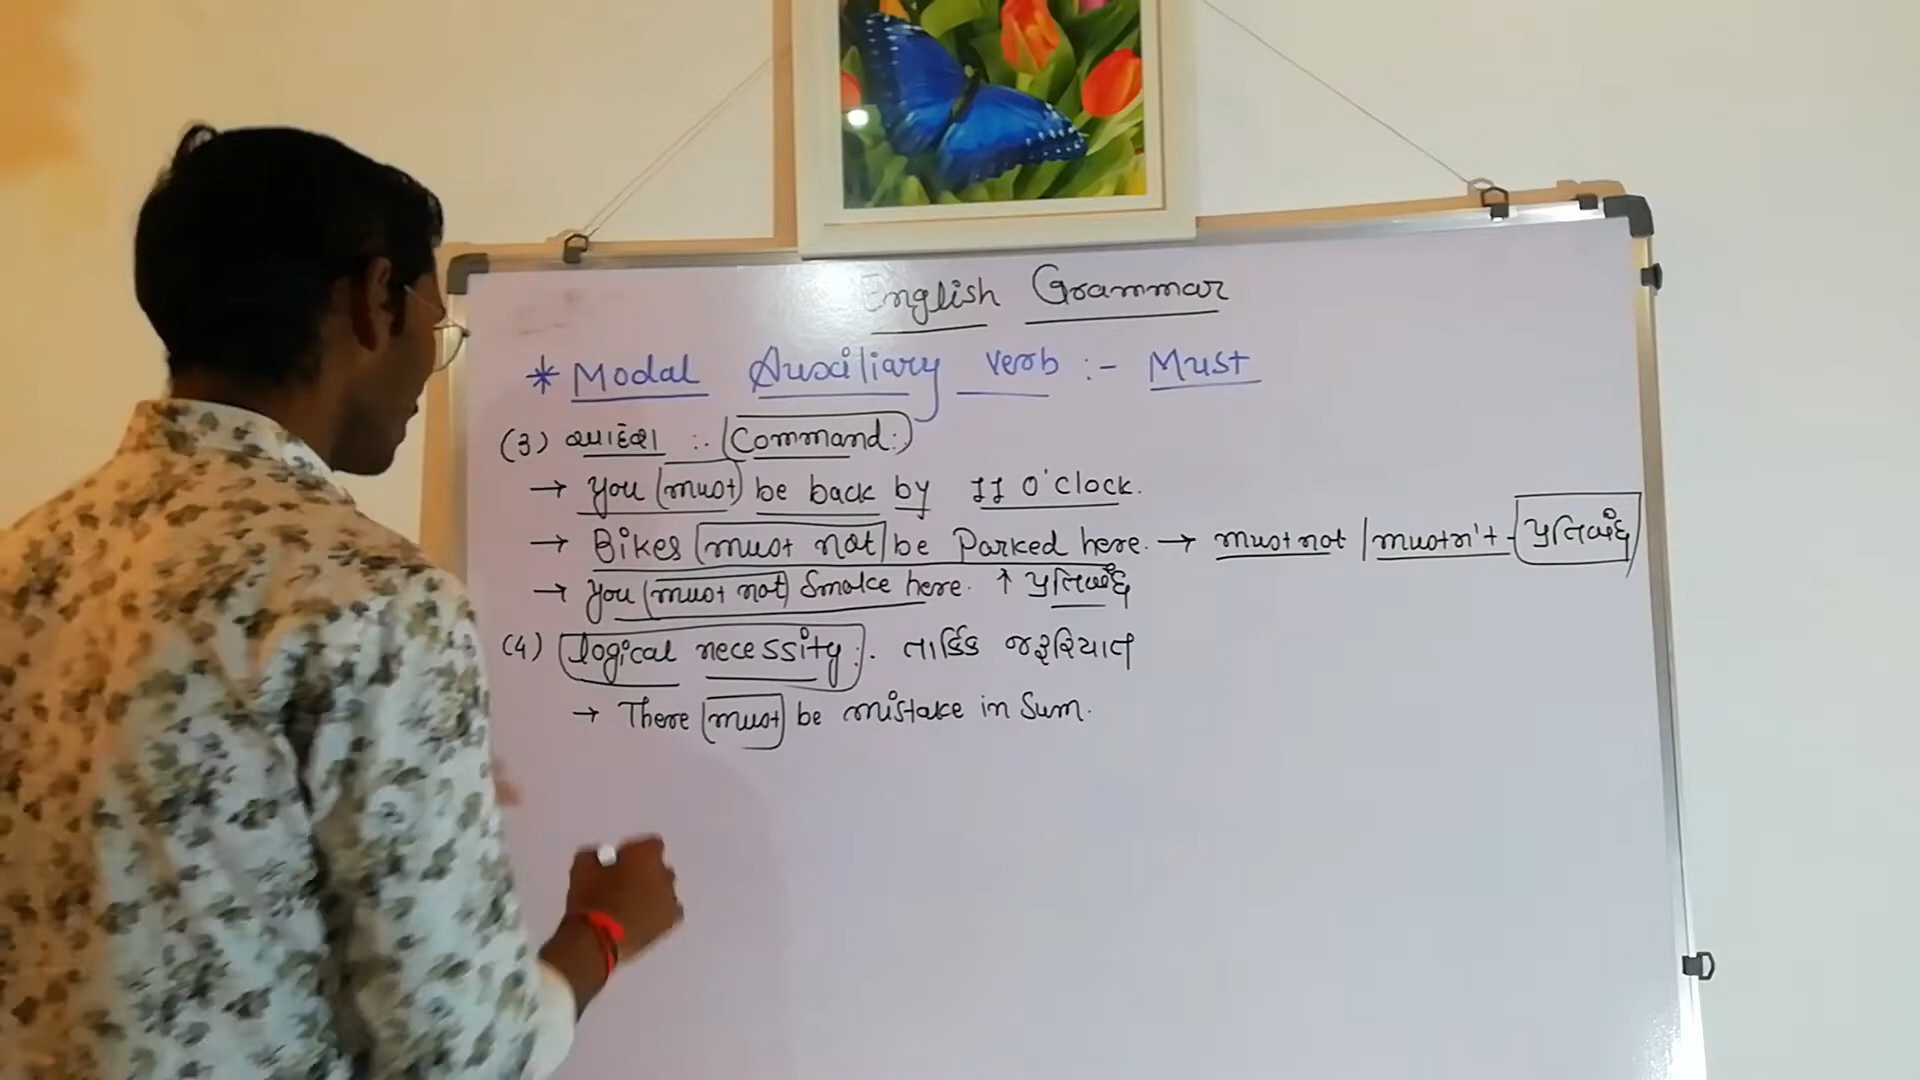 English Grammar
* Modal Auxiliary verb :- Must
(3) આદેશ :. Command:
→ You must be back by 11 O'clock.
→ Bikes must not be Parked here. → must not / mustn't - પ્રતિબંધ
→ You must not Smoke here. ↑ પ્રતિબંધ
(4) logical necessity:. તાર્કિક જરૂરિયાત
→ There must be mistake in Sum.